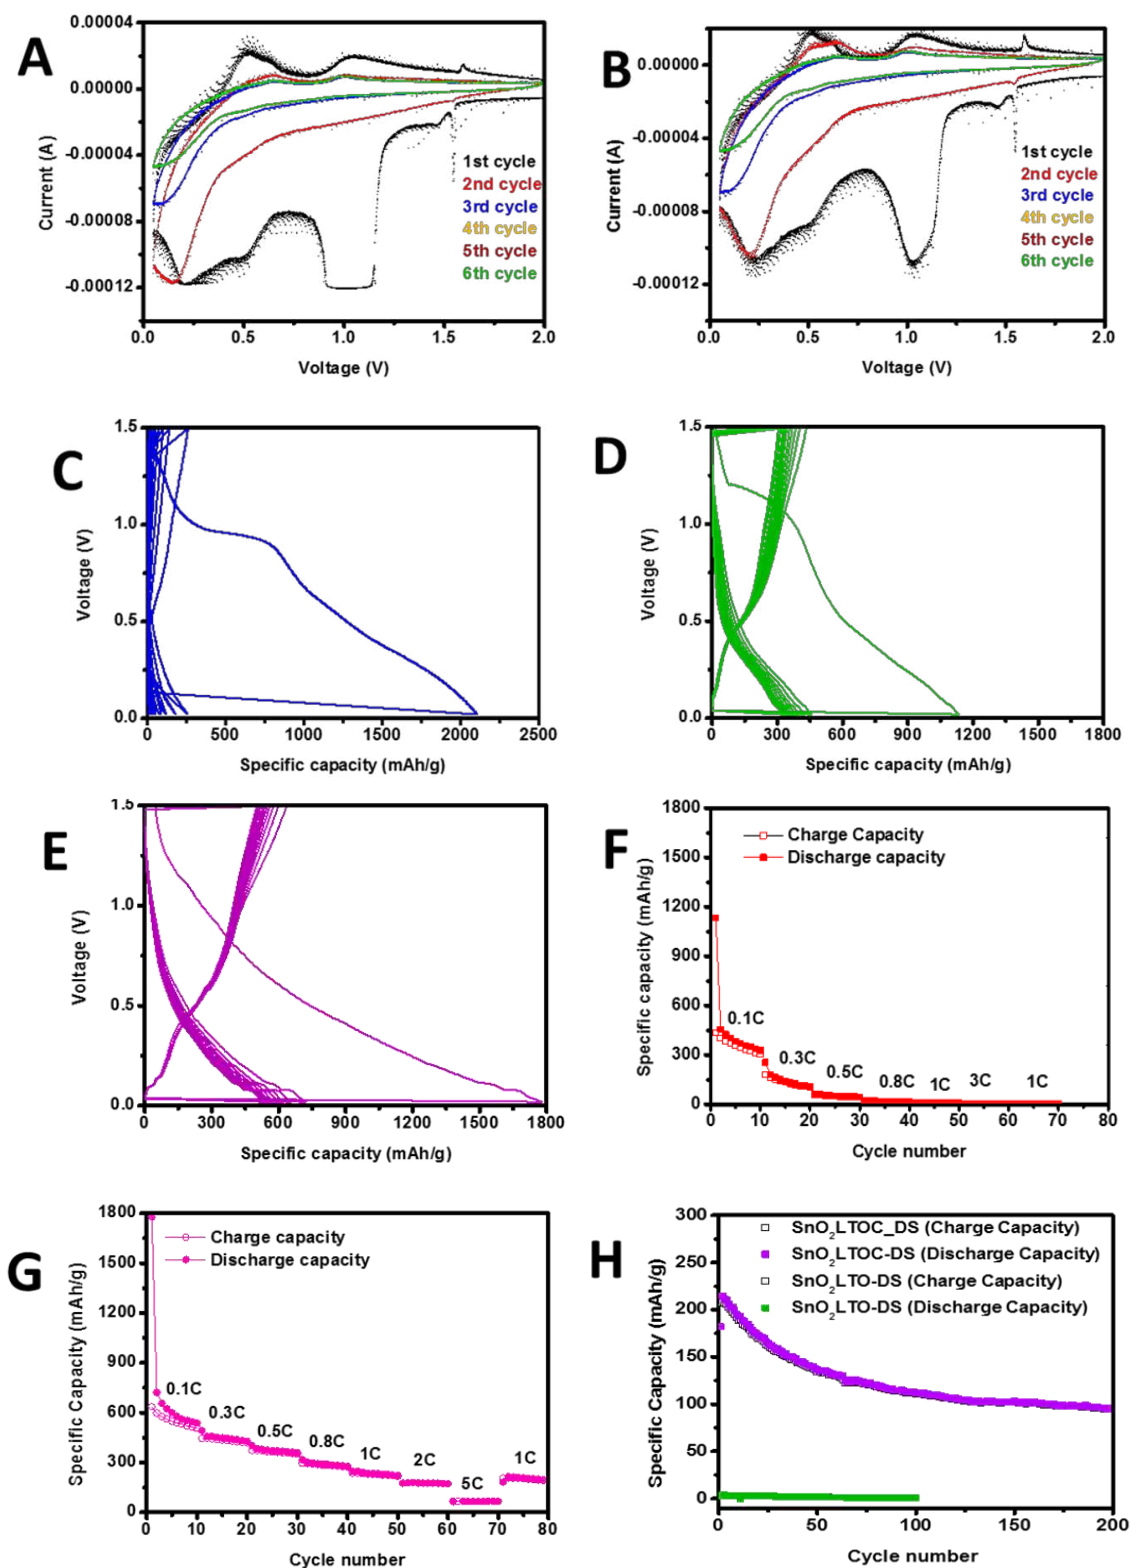 A
0.00004
0.00000
-0.00004
-0.00008
-0.00012
Current (A)
1st cycle
2nd cycle
3rd cycle
4th cycle
5th cycle
6th cycle
0.0 0.5 1.0 1.5 2.0
Voltage (V)
B
0.00000
-0.00004
-0.00008
-0.00012
Current (A)
1st cycle
2nd cycle
3rd cycle
4th cycle
5th cycle
6th cycle
0.0 0.5 1.0 1.5 2.0
Voltage (V)
C
1.5
1.0
0.5
0.0
Voltage (V)
0 500 1000 1500 2000 2500
Specific capacity (mAh/g)
D
1.5
1.0
0.5
0.0
Voltage (V)
0 300 600 900 1200 1500 1800
Specific capacity (mAh/g)
E
1.5
1.0
0.5
0.0
Voltage (V)
0 300 600 900 1200 1500 1800
Specific capacity (mAh/g)
F
1800
1500
1200
900
600
300
0
Specific capacity (mAh/g)
Charge Capacity
Discharge capacity
0.1C
0.3C
0.5C
0.8C 1C 3C 1C
0 10 20 30 40 50 60 70 80
Cycle number
G
1800
1500
1200
900
600
300
0
Specific Capacity (mAh/g)
Charge capacity
Discharge capacity
0.1C
0.3C
0.5C
0.8C
1C
2C
5C
1C
0 10 20 30 40 50 60 70 80
Cycle number
H
300
250
200
150
100
50
0
Specific Capacity (mAh/g)
SnO2LTOC_DS (Charge Capacity)
SnO2LTOC-DS (Discharge Capacity)
SnO2LTO-DS (Charge Capacity)
SnO2LTO-DS (Discharge Capacity)
0 50 100 150 200
Cycle number